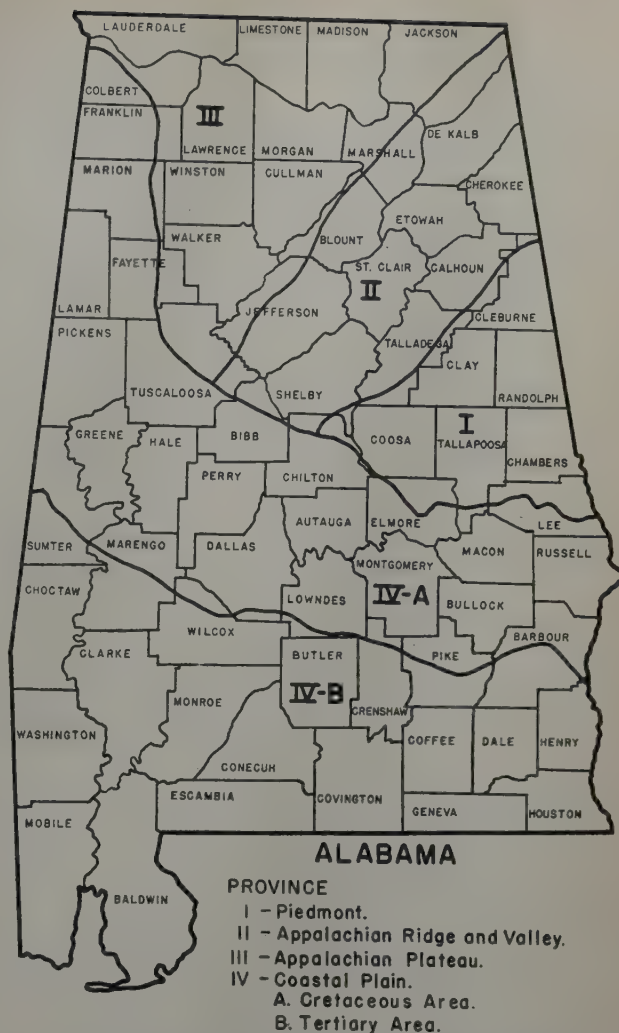 LAUDERDALE LIMESTONE MADISON JACKSON
COLBERT
FRANKLIN III DE KALB
LAWRENCE MORGAN MARSHALL
MARION WINSTON CULLMAN CHEROKEE
ETOWAH
WALKER BLOUNT
FAYETTE ST. CLAIR CALHOUN
II
LAMAR JEFFERSON CLEBURNE
PICKENS TALLADEGA
CLAY
TUSCALOOSA SHELBY RANDOLPH
I
GREENE HALE BIBB COOSA TALLAPOOSA
CHAMBERS
PERRY CHILTON
AUTAUGA ELMORE LEE
SUMTER MARENGO DALLAS MACON RUSSELL
MONTGOMERY
CHOCTAW LOWNDES IV-A BULLOCK
WILCOX BARBOUR
CLARKE BUTLER PIKE
IV-B
MONROE CRENSHAW
WASHINGTON COFFEE DALE HENRY
CONECUH
ESCAMBIA COVINGTON
MOBILE GENEVA HOUSTON
ALABAMA
BALDWIN
PROVINCE
I - Piedmont.
II - Appalachian Ridge and Valley.
III - Appalachian Plateau.
IV - Coastal Plain.
A. Cretaceous Area.
B. Tertiary Area.